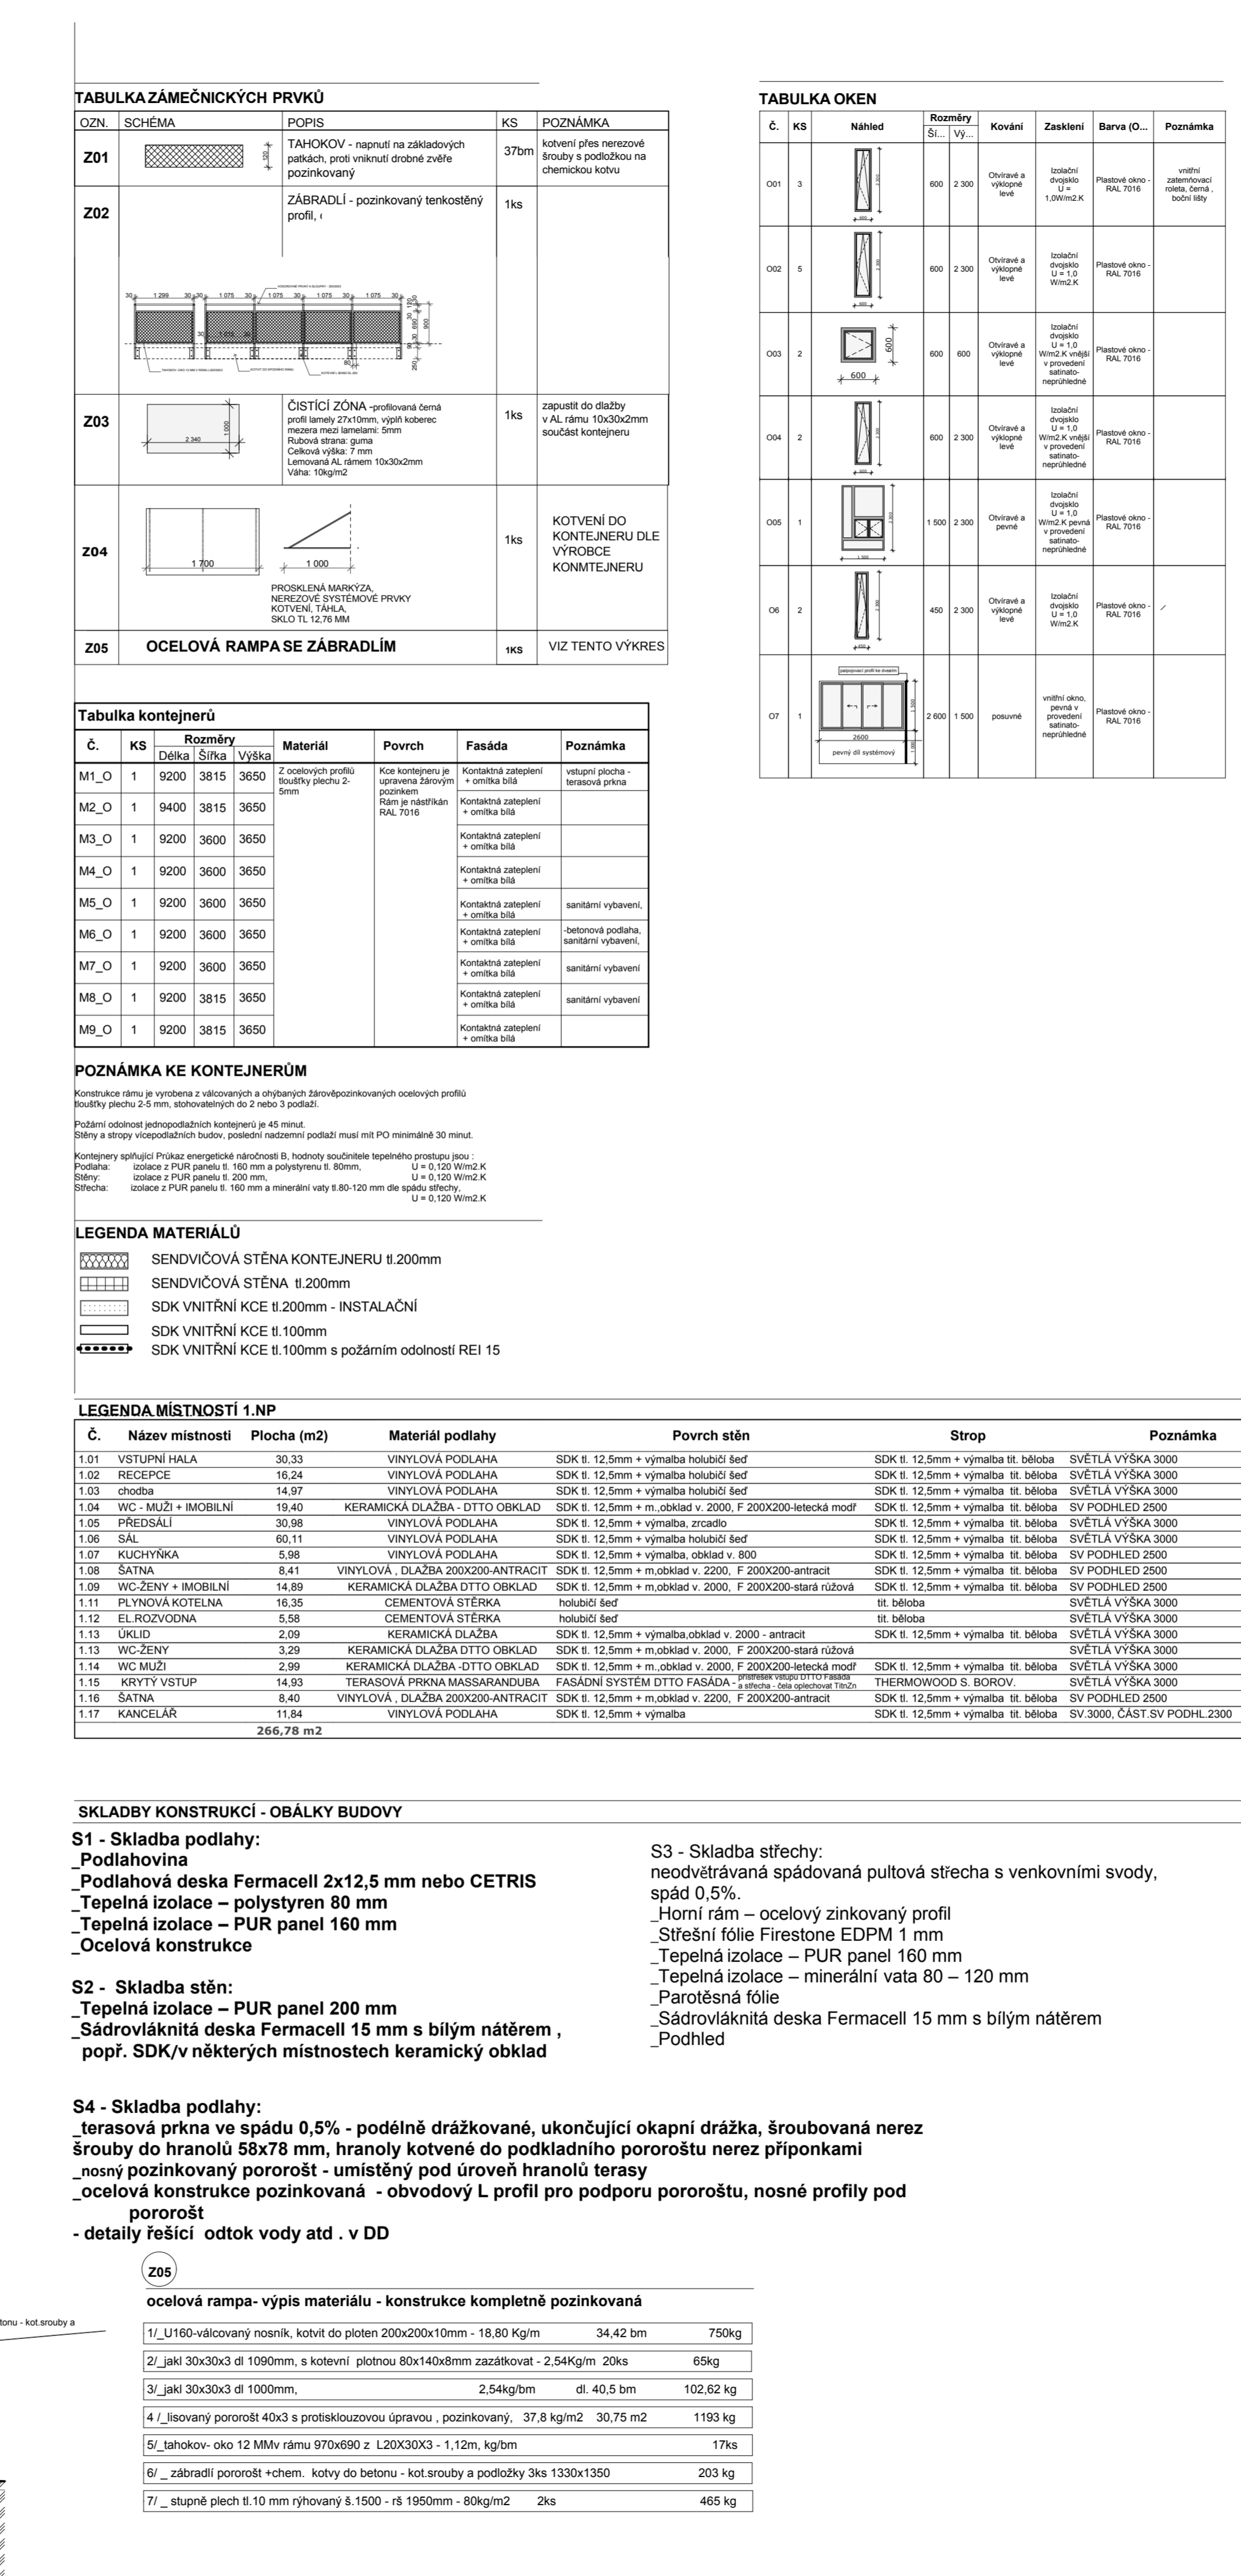 TABULKA ZÁMEČNICKÝCH PRVKŮ
OZN. SCHÉMA POPIS KS POZNÁMKA
Z01 TAHOKOV - napnutí na základových patkách, proti vniknutí drobné zvěře pozinkovaný 37bm kotvení přes nerezové šrouby s podložkou na chemickou kotvu
120
Z02 ZÁBRADLÍ - pozinkovaný tenkostěný profil, 1ks
30 1 299 30 30 1 075 30 1 075 30 1 075 30 1 075 30
Z03 ČISTÍCÍ ZÓNA -profilovaná černá
profil lamely 27x10mm, výplň koberec
mezera mezi lamelami: 5mm
Rubová strana: guma
Celková výška: 7 mm
Lemovaná AL rámem 10x30x2mm
Váha: 10kg/m2
1ks
zapustit do dlažby
v AL rámu 10x30x2mm
součást kontejneru
2 340
1 000
Z04
1 700
1 000
PROSKLENÁ MARKÝZA,
NEREZOVÉ SYSTÉMOVÉ PRVKY
KOTVENÍ, TÁHLA,
SKLO TL 12,76 MM
1ks
KOTVENÍ DO
KONTEJNERU DLE
VÝROBCE
KONMTEJNERU
Z05 OCELOVÁ RAMPA SE ZÁBRADLÍM 1KS VIZ TENTO VÝKRES
TABULKA OKEN
Č. KS Náhled Rozměry Kování Zasklení Barva (O... Poznámka
Ší... Vý...
O01 3 600 2 300 Otvíravé a výklopné levé Izolační dvojsklo U = 1,0W/m2.K Plastové okno - RAL 7016 vnitřní zatemňovací roleta, černá , boční lišty
O02 5 600 2 300 Otvíravé a výklopné levé Izolační dvojsklo U = 1,0 W/m2.K Plastové okno - RAL 7016
O03 2 600 600 Otvíravé a výklopné levé Izolační dvojsklo U = 1,0 W/m2.K vnější v provedení satinato-neprůhledné Plastové okno - RAL 7016
O04 2 600 2 300 Otvíravé a výklopné levé Izolační dvojsklo U = 1,0 W/m2.K vnější v provedení satinato-neprůhledné Plastové okno - RAL 7016
O05 1 1 500 2 300 Otvíravé a pevné Izolační dvojsklo U = 1,0 W/m2.K pevná v provedení satinato-neprůhledné Plastové okno - RAL 7016
O6 2 450 2 300 Otvíravé a výklopné levé Izolační dvojsklo U = 1,0 W/m2.K Plastové okno - RAL 7016
O7 1 2600 pevný díl systémový 2 600 1 500 posuvné vnitřní okno, pevná v provedení satinato-neprůhledné Plastové okno - RAL 7016
Tabulka kontejnerů
Č. KS Rozměry Materiál Povrch Fasáda Poznámka
Délka Šířka Výška
M1_O 1 9200 3815 3650 Z ocelových profilů tloušťky plechu 2-5mm Kce kontejneru je upravena žárovým pozinkem Rám je nástříkán RAL 7016 Kontaktná zateplení + omítka bílá vstupní plocha - terasová prkna
M2_O 1 9400 3815 3650 Kontaktná zateplení + omítka bílá
M3_O 1 9200 3600 3650 Kontaktná zateplení + omítka bílá
M4_O 1 9200 3600 3650 Kontaktná zateplení + omítka bílá
M5_O 1 9200 3600 3650 Kontaktná zateplení + omítka bílá sanitární vybavení,
M6_O 1 9200 3600 3650 Kontaktná zateplení + omítka bílá -betonová podlaha, sanitární vybavení,
M7_O 1 9200 3600 3650 Kontaktná zateplení + omítka bílá sanitární vybavení
M8_O 1 9200 3815 3650 Kontaktná zateplení + omítka bílá sanitární vybavení
M9_O 1 9200 3815 3650 Kontaktná zateplení + omítka bílá
POZNÁMKA KE KONTEJNERŮM
Konstrukce rámu je vyrobena z válcovaných a ohýbaných žárověpozinkovaných ocelových profilů
tloušťky plechu 2-5 mm, stohovatelných do 2 nebo 3 podlaží.
Požární odolnost jednopodlažních kontejnerů je 45 minut.
Stěny a stropy vícepodlažních budov, poslední nadzemní podlaží musí mít PO minimálně 30 minut.
Kontejnery splňující Průkaz energetické náročnosti B, hodnoty součinitele tepelného prostupu jsou :
Podlaha: izolace z PUR panelu tl. 160 mm a polystyrenu tl. 80mm, U = 0,120 W/m2.K
Stěny: izolace z PUR panelu tl. 200 mm, U = 0,120 W/m2.K
Střecha: izolace z PUR panelu tl. 160 mm a minerální vaty tl.80-120 mm dle spádu střechy,
U = 0,120 W/m2.K
LEGENDA MATERIÁLŮ
SENDVIČOVÁ STĚNA KONTEJNERU tl.200mm
SENDVIČOVÁ STĚNA tl.200mm
SDK VNITŘNÍ KCE tl.200mm - INSTALAČNÍ
SDK VNITŘNÍ KCE tl.100mm
SDK VNITŘNÍ KCE tl.100mm s požárním odolností REI 15
LEGENDA MÍSTNOSTÍ 1.NP
Č. Název místnosti Plocha (m2) Materiál podlahy Povrch stěn Strop Poznámka
1.01 VSTUPNÍ HALA 30,33 VINYLOVÁ PODLAHA SDK tl. 12,5mm + výmalba holubičí šeď SDK tl. 12,5mm + výmalba tit. běloba SVĚTLÁ VÝŠKA 3000
1.02 RECEPCE 16,24 VINYLOVÁ PODLAHA SDK tl. 12,5mm + výmalba holubičí šeď SDK tl. 12,5mm + výmalba tit. běloba SVĚTLÁ VÝŠKA 3000
1.03 chodba 14,97 VINYLOVÁ PODLAHA SDK tl. 12,5mm + výmalba holubičí šeď SDK tl. 12,5mm + výmalba tit. běloba SVĚTLÁ VÝŠKA 3000
1.04 WC - MUŽI + IMOBILNÍ 19,40 KERAMICKÁ DLAŽBA - DTTO OBKLAD SDK tl. 12,5mm + m.,obklad v. 2000, F 200X200-letecká modř SDK tl. 12,5mm + výmalba tit. běloba SV PODHLED 2500
1.05 PŘEDSÁLÍ 30,98 VINYLOVÁ PODLAHA SDK tl. 12,5mm + výmalba, zrcadlo SDK tl. 12,5mm + výmalba tit. běloba SVĚTLÁ VÝŠKA 3000
1.06 SÁL 60,11 VINYLOVÁ PODLAHA SDK tl. 12,5mm + výmalba holubičí šeď SDK tl. 12,5mm + výmalba tit. běloba SVĚTLÁ VÝŠKA 3000
1.07 KUCHYŇKA 5,98 VINYLOVÁ PODLAHA SDK tl. 12,5mm + výmalba, obklad v. 800 SDK tl. 12,5mm + výmalba tit. běloba SV PODHLED 2500
1.08 ŠATNA 8,41 VINYLOVÁ , DLAŽBA 200X200-ANTRACIT SDK tl. 12,5mm + m,obklad v. 2200, F 200X200-antracit SDK tl. 12,5mm + výmalba tit. běloba SV PODHLED 2500
1.09 WC-ŽENY + IMOBILNÍ 14,89 KERAMICKÁ DLAŽBA DTTO OBKLAD SDK tl. 12,5mm + m,obklad v. 2000, F 200X200-stará růžová SDK tl. 12,5mm + výmalba tit. běloba SV PODHLED 2500
1.11 PLYNOVÁ KOTELNA 16,35 CEMENTOVÁ STĚRKA holubičí šeď tit. běloba SVĚTLÁ VÝŠKA 3000
1.12 EL.ROZVODNA 5,58 CEMENTOVÁ STĚRKA holubičí šeď tit. běloba SVĚTLÁ VÝŠKA 3000
1.13 ÚKLID 2,09 KERAMICKÁ DLAŽBA SDK tl. 12,5mm + výmalba,obklad v. 2000 - antracit SDK tl. 12,5mm + výmalba tit. běloba SVĚTLÁ VÝŠKA 3000
1.13 WC-ŽENY 3,29 KERAMICKÁ DLAŽBA DTTO OBKLAD SDK tl. 12,5mm + m,obklad v. 2000, F 200X200-stará růžová SVĚTLÁ VÝŠKA 3000
1.14 WC MUŽI 2,99 KERAMICKÁ DLAŽBA -DTTO OBKLAD SDK tl. 12,5mm + m.,obklad v. 2000, F 200X200-letecká modř SDK tl. 12,5mm + výmalba tit. běloba SVĚTLÁ VÝŠKA 3000
1.15 KRYTÝ VSTUP 14,93 TERASOVÁ PRKNA MASSARANDUBA FASÁDNÍ SYSTÉM DTTO FASÁDA - přístřešek vstupu DTTO Fasáda a střecha - čela oplechovat TitnZn THERMOWOOD S. BOROV. SVĚTLÁ VÝŠKA 3000
1.16 ŠATNA 8,40 VINYLOVÁ , DLAŽBA 200X200-ANTRACIT SDK tl. 12,5mm + m,obklad v. 2200, F 200X200-antracit SDK tl. 12,5mm + výmalba tit. běloba SV PODHLED 2500
1.17 KANCELÁŘ 11,84 VINYLOVÁ PODLAHA SDK tl. 12,5mm + výmalba SDK tl. 12,5mm + výmalba tit. běloba SV.3000, ČÁST.SV PODHL.2300
266,78 m2
SKLADBY KONSTRUKCÍ - OBÁLKY BUDOVY
S1 - Skladba podlahy:
_Podlahovina
_Podlahová deska Fermacell 2x12,5 mm nebo CETRIS
_Tepelná izolace – polystyren 80 mm
_Tepelná izolace – PUR panel 160 mm
_Ocelová konstrukce
S2 - Skladba stěn:
_Tepelná izolace – PUR panel 200 mm
_Sádrovláknitá deska Fermacell 15 mm s bílým nátěrem ,
popř. SDK/v některých místnostech keramický obklad
S3 - Skladba střechy:
neodvětrávaná spádovaná pultová střecha s venkovními svody,
spád 0,5%.
_Horní rám – ocelový zinkovaný profil
_Střešní fólie Firestone EDPM 1 mm
_Tepelná izolace – PUR panel 160 mm
_Tepelná izolace – minerální vata 80 – 120 mm
_Parotěsná fólie
_Sádrovláknitá deska Fermacell 15 mm s bílým nátěrem
_Podhled
S4 - Skladba podlahy:
_terasová prkna ve spádu 0,5% - podélně drážkované, ukončující okapní drážka, šroubovaná nerez
šrouby do hranolů 58x78 mm, hranoly kotvené do podkladního pororoštu nerez příponkami
_nosný pozinkovaný pororošt - umístěný pod úroveň hranolů terasy
_ocelová konstrukce pozinkovaná - obvodový L profil pro podporu pororoštu, nosné profily pod
pororošt
- detaily řešící odtok vody atd . v DD
Z05
ocelová rampa- výpis materiálu - konstrukce kompletně pozinkovaná
tonu - kot.srouby a
1/_U160-válcovaný nosník, kotvit do ploten 200x200x10mm - 18,80 Kg/m 34,42 bm 750kg
2/_jakl 30x30x3 dl 1090mm, s kotevní plotnou 80x140x8mm zazátkovat - 2,54Kg/m 20ks 65kg
3/_jakl 30x30x3 dl 1000mm, 2,54kg/bm dl. 40,5 bm 102,62 kg
4 /_lisovaný pororošt 40x3 s protisklouzovou úpravou , pozinkovaný, 37,8 kg/m2 30,75 m2 1193 kg
5/_tahokov- oko 12 MMv rámu 970x690 z L20X30X3 - 1,12m, kg/bm 17ks
6/ _ zábradlí pororošt +chem. kotvy do betonu - kot.srouby a podložky 3ks 1330x1350 203 kg
7/ _ stupně plech tl.10 mm rýhovaný š.1500 - rš 1950mm - 80kg/m2 2ks 465 kg